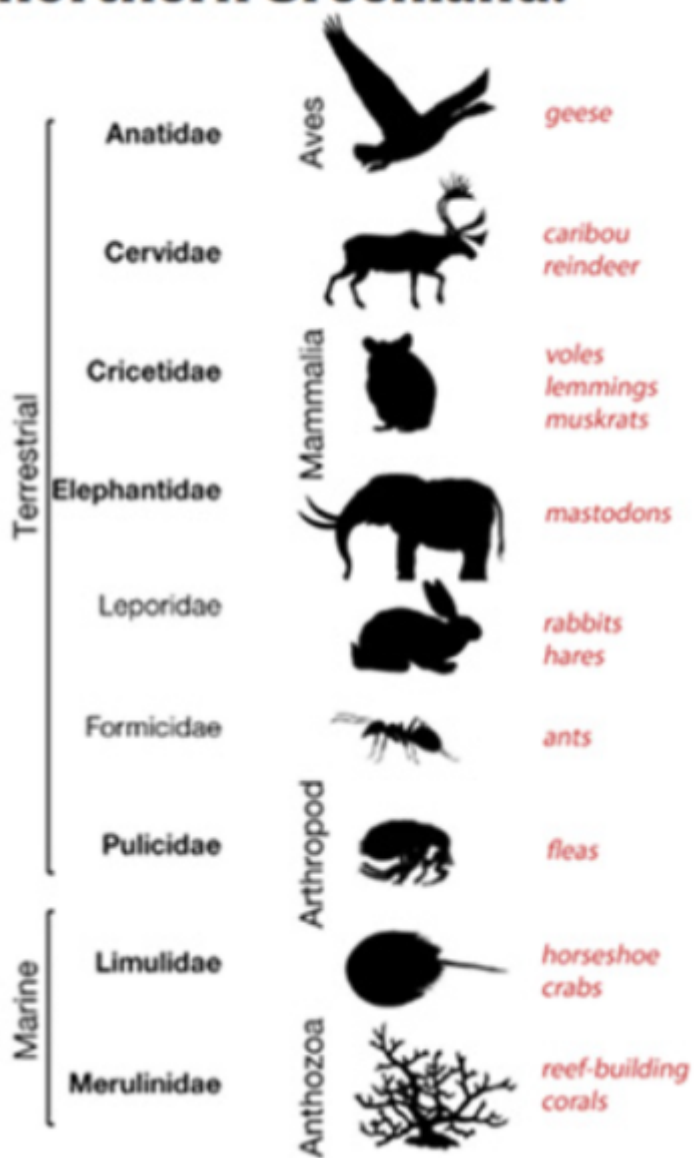 Terrestrial
Anatidae
Aves
geese
Cervidae
caribou
reindeer
Mammalia
Cricetidae
voles
lemmings
muskrats
Elephantidae
mastodons
Leporidae
rabbits
hares
Formicidae
ants
Arthropod
Pulicidae
fleas
Marine
Limulidae
horseshoe
crabs
Anthozoa
Merulinidae
reef-building
corals